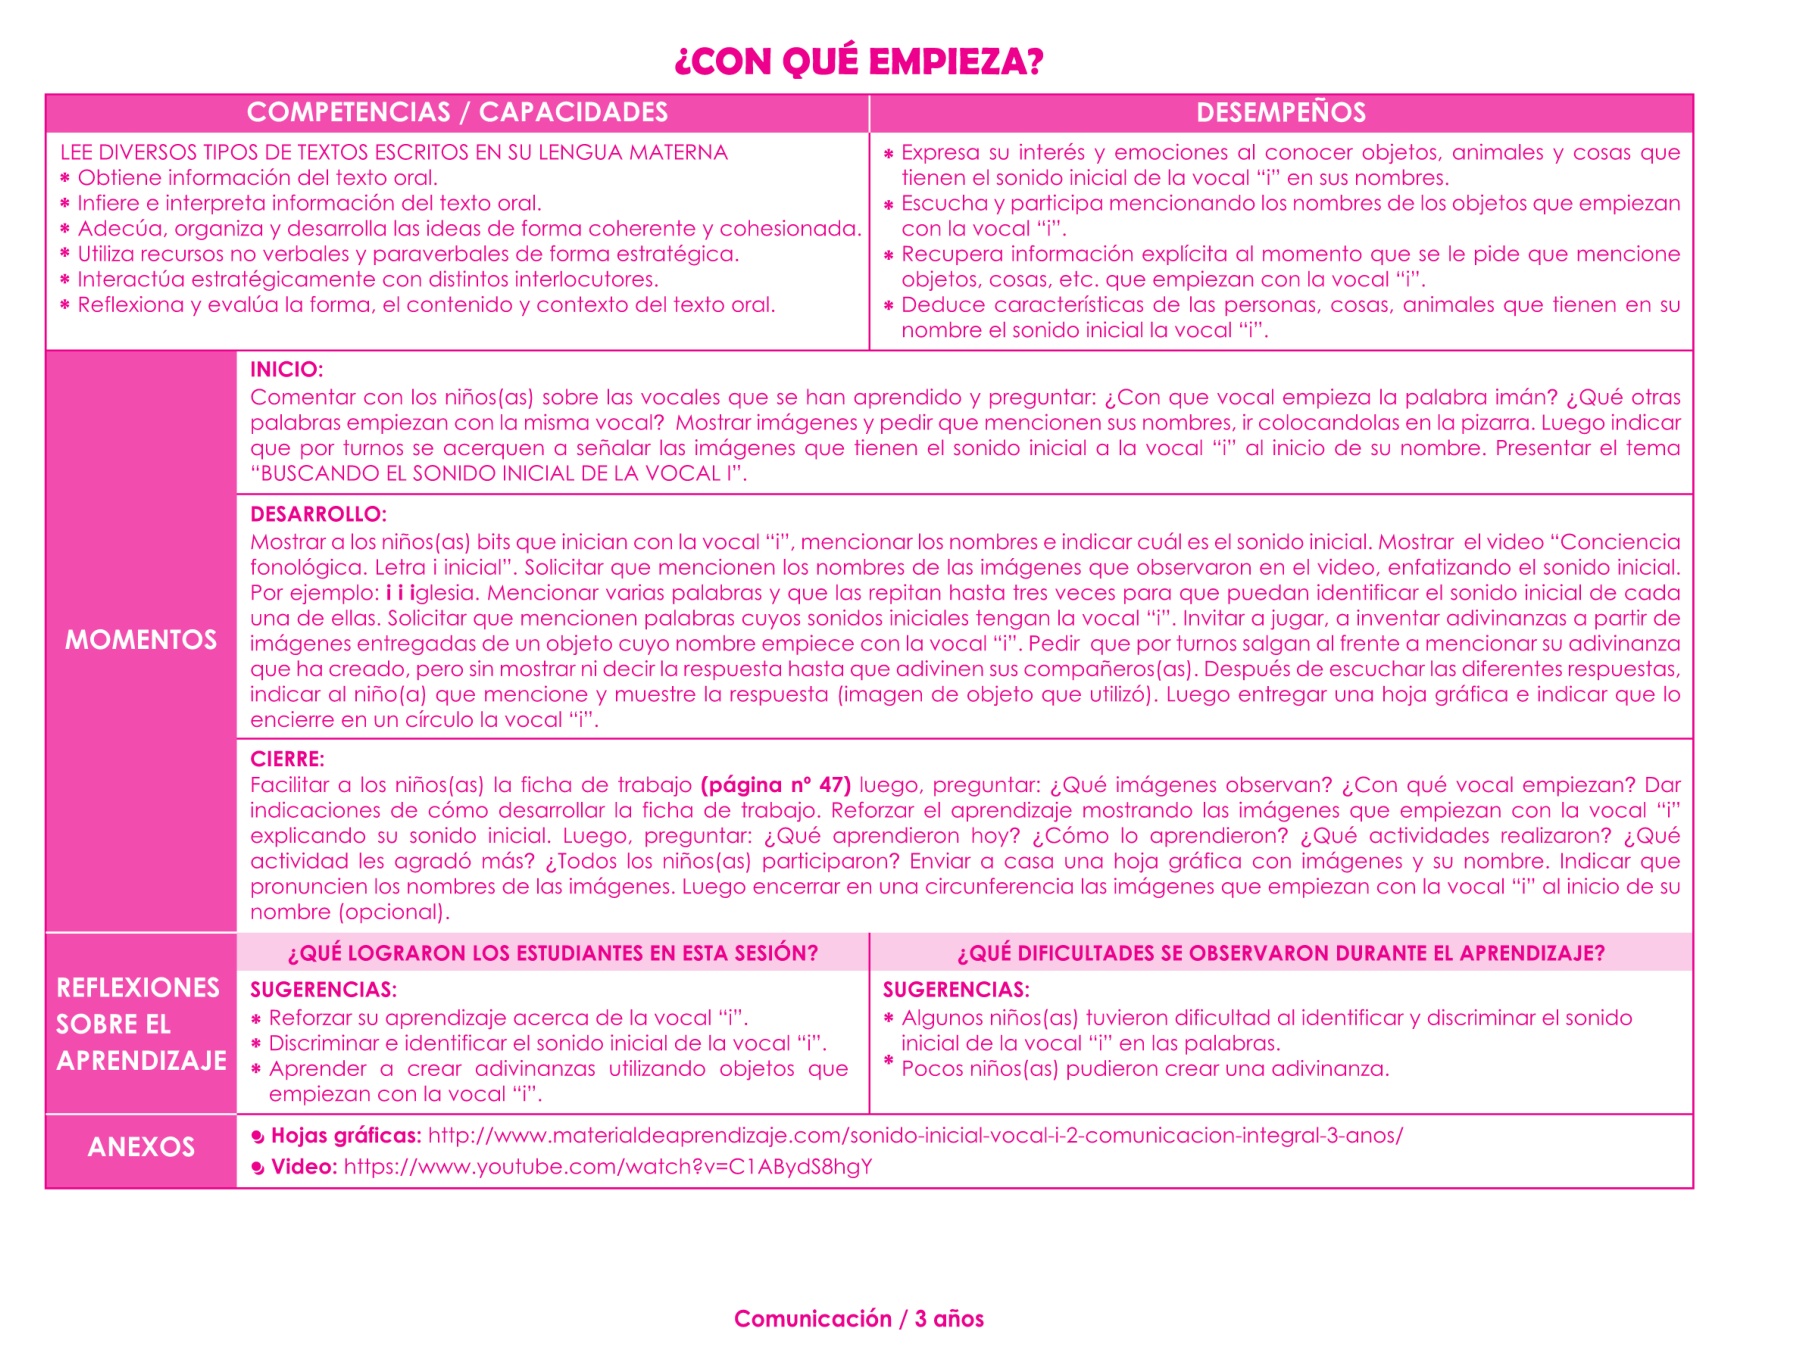 ¿CON QUÉ EMPIEZA?
COMPETENCIAS / CAPACIDADES
DESEMPEÑOS
LEE DIVERSOS TIPOS DE TEXTOS ESCRITOS EN SU LENGUA MATERNA
* Obtiene información del texto oral.
* Infiere e interpreta información del texto oral.
* Adecúa, organiza y desarrolla las ideas de forma coherente y cohesionada.
* Utiliza recursos no verbales y paraverbales de forma estratégica.
* Interactúa estratégicamente con distintos interlocutores.
* Reflexiona y evalúa la forma, el contenido y contexto del texto oral.
* Expresa su interés y emociones al conocer objetos, animales y cosas que
tienen el sonido inicial de la vocal “i” en sus nombres.
* Escucha y participa mencionando los nombres de los objetos que empiezan
con la vocal “i”.
* Recupera información explícita al momento que se le pide que mencione
objetos, cosas, etc. que empiezan con la vocal “i”.
* Deduce características de las personas, cosas, animales que tienen en su
nombre el sonido inicial la vocal “i”.
MOMENTOS
INICIO:
Comentar con los niños(as) sobre las vocales que se han aprendido y preguntar: ¿Con que vocal empieza la palabra imán? ¿Qué otras
palabras empiezan con la misma vocal?  Mostrar imágenes y pedir que mencionen sus nombres, ir colocandolas en la pizarra. Luego indicar
que por turnos se acerquen a señalar las imágenes que tienen el sonido inicial a la vocal “i” al inicio de su nombre. Presentar el tema
“BUSCANDO EL SONIDO INICIAL DE LA VOCAL I”.
DESARROLLO:
Mostrar a los niños(as) bits que inician con la vocal “i”, mencionar los nombres e indicar cuál es el sonido inicial. Mostrar  el video “Conciencia
fonológica. Letra i inicial”. Solicitar que mencionen los nombres de las imágenes que observaron en el video, enfatizando el sonido inicial.
Por ejemplo: i i iglesia. Mencionar varias palabras y que las repitan hasta tres veces para que puedan identificar el sonido inicial de cada
una de ellas. Solicitar que mencionen palabras cuyos sonidos iniciales tengan la vocal “i”. Invitar a jugar, a inventar adivinanzas a partir de
imágenes entregadas de un objeto cuyo nombre empiece con la vocal “i”. Pedir  que por turnos salgan al frente a mencionar su adivinanza
que ha creado, pero sin mostrar ni decir la respuesta hasta que adivinen sus compañeros(as). Después de escuchar las diferentes respuestas,
indicar al niño(a) que mencione y muestre la respuesta (imagen de objeto que utilizó). Luego entregar una hoja gráfica e indicar que lo
encierre en un círculo la vocal “i”.
CIERRE:
Facilitar a los niños(as) la ficha de trabajo (página nº 47) luego, preguntar: ¿Qué imágenes observan? ¿Con qué vocal empiezan? Dar
indicaciones de cómo desarrollar la ficha de trabajo. Reforzar el aprendizaje mostrando las imágenes que empiezan con la vocal “i”
explicando su sonido inicial. Luego, preguntar: ¿Qué aprendieron hoy? ¿Cómo lo aprendieron? ¿Qué actividades realizaron? ¿Qué
actividad les agradó más? ¿Todos los niños(as) participaron? Enviar a casa una hoja gráfica con imágenes y su nombre. Indicar que
pronuncien los nombres de las imágenes. Luego encerrar en una circunferencia las imágenes que empiezan con la vocal “i” al inicio de su
nombre (opcional).
REFLEXIONES
SOBRE EL
APRENDIZAJE
¿QUÉ LOGRARON LOS ESTUDIANTES EN ESTA SESIÓN?
SUGERENCIAS:
* Reforzar su aprendizaje acerca de la vocal “i”.
* Discriminar e identificar el sonido inicial de la vocal “i”.
* Aprender a crear adivinanzas utilizando objetos que
empiezan con la vocal “i”.
¿QUÉ DIFICULTADES SE OBSERVARON DURANTE EL APRENDIZAJE?
SUGERENCIAS:
* Algunos niños(as) tuvieron dificultad al identificar y discriminar el sonido
inicial de la vocal “i” en las palabras.
* Pocos niños(as) pudieron crear una adivinanza.
ANEXOS
Hojas gráficas: http://www.materialdeaprendizaje.com/sonido-inicial-vocal-i-2-comunicacion-integral-3-anos/
Video: https://www.youtube.com/watch?v=C1ABydS8hgY
Comunicación / 3 años